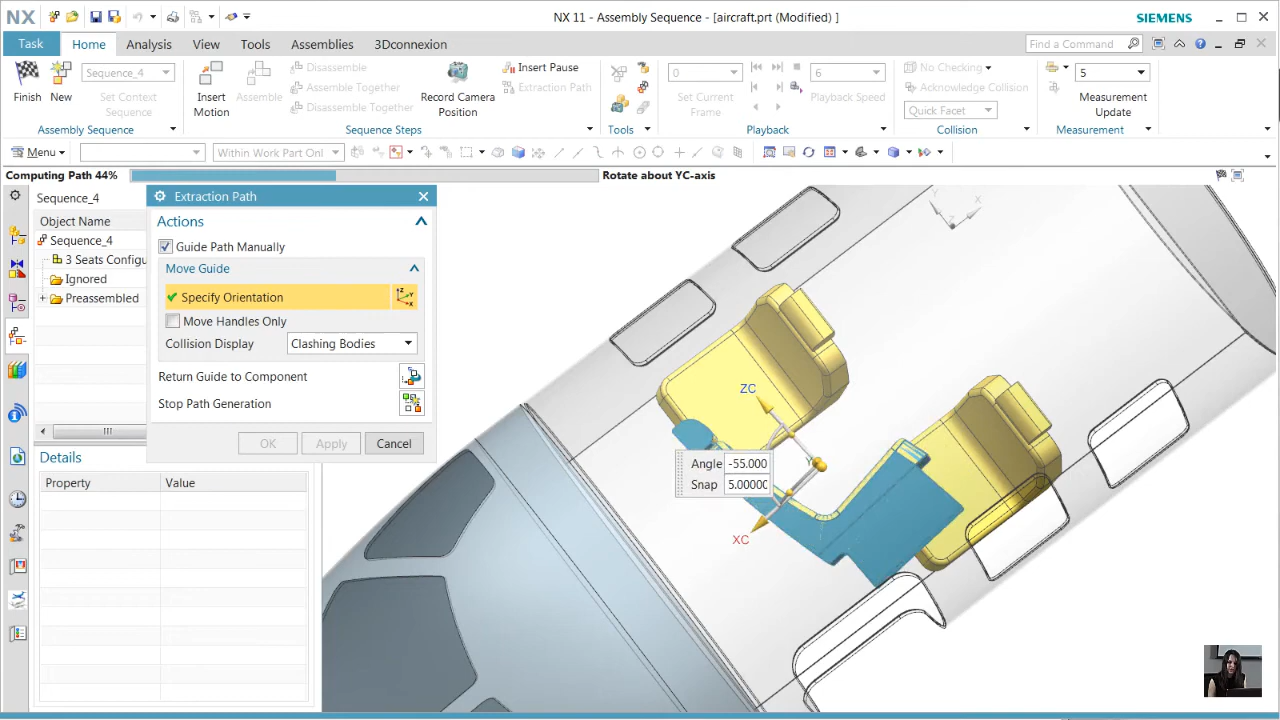 NX
NX 11 - Assembly Sequence - [aircraft.prt (Modified) ]
SIEMENS
Task
Home
Analysis
View
Tools
Assemblies
3Dconnexion
Find a Command
Finish
New
Sequence_4
Set Context
Sequence
Assembly Sequence
Insert
Motion
Assemble
Disassemble
Assemble Together
Disassemble Together
Record Camera
Position
Insert Pause
Extraction Path
Sequence Steps
Tools
0
Set Current
Frame
6
Playback Speed
Playback
No Checking
Acknowledge Collision
Quick Facet
Collision
5
Measurement
Update
Measurement
Menu
Within Work Part Onl
Computing Path 44%
Rotate about YC-axis
Sequence_4
Object Name
Sequence_4
3 Seats Configu
Ignored
Preassembled
Details
Property
Value
Extraction Path
Actions
Guide Path Manually
Move Guide
Specify Orientation
Move Handles Only
Collision Display
Clashing Bodies
Return Guide to Component
Stop Path Generation
OK
Apply
Cancel
Y
X
Z
ZC
Angle -55.000
Snap 5.00000
XC